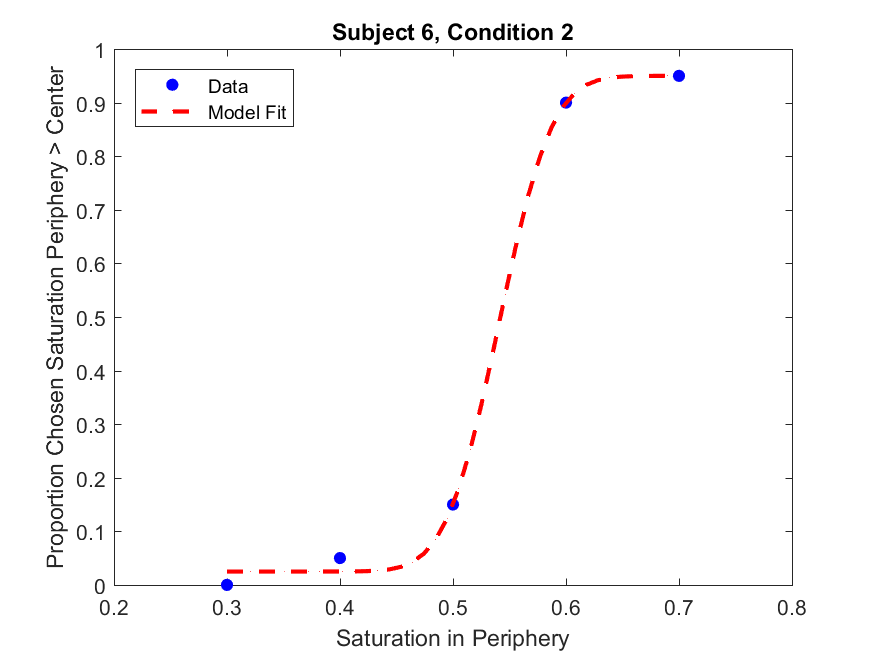 Subject 6, Condition 2
Data
Model Fit
Proportion Chosen Saturation Periphery > Center
1
0.9
0.8
0.7
0.6
0.5
0.4
0.3
0.2
0.1
0
0.2 0.3 0.4 0.5 0.6 0.7 0.8
Saturation in Periphery